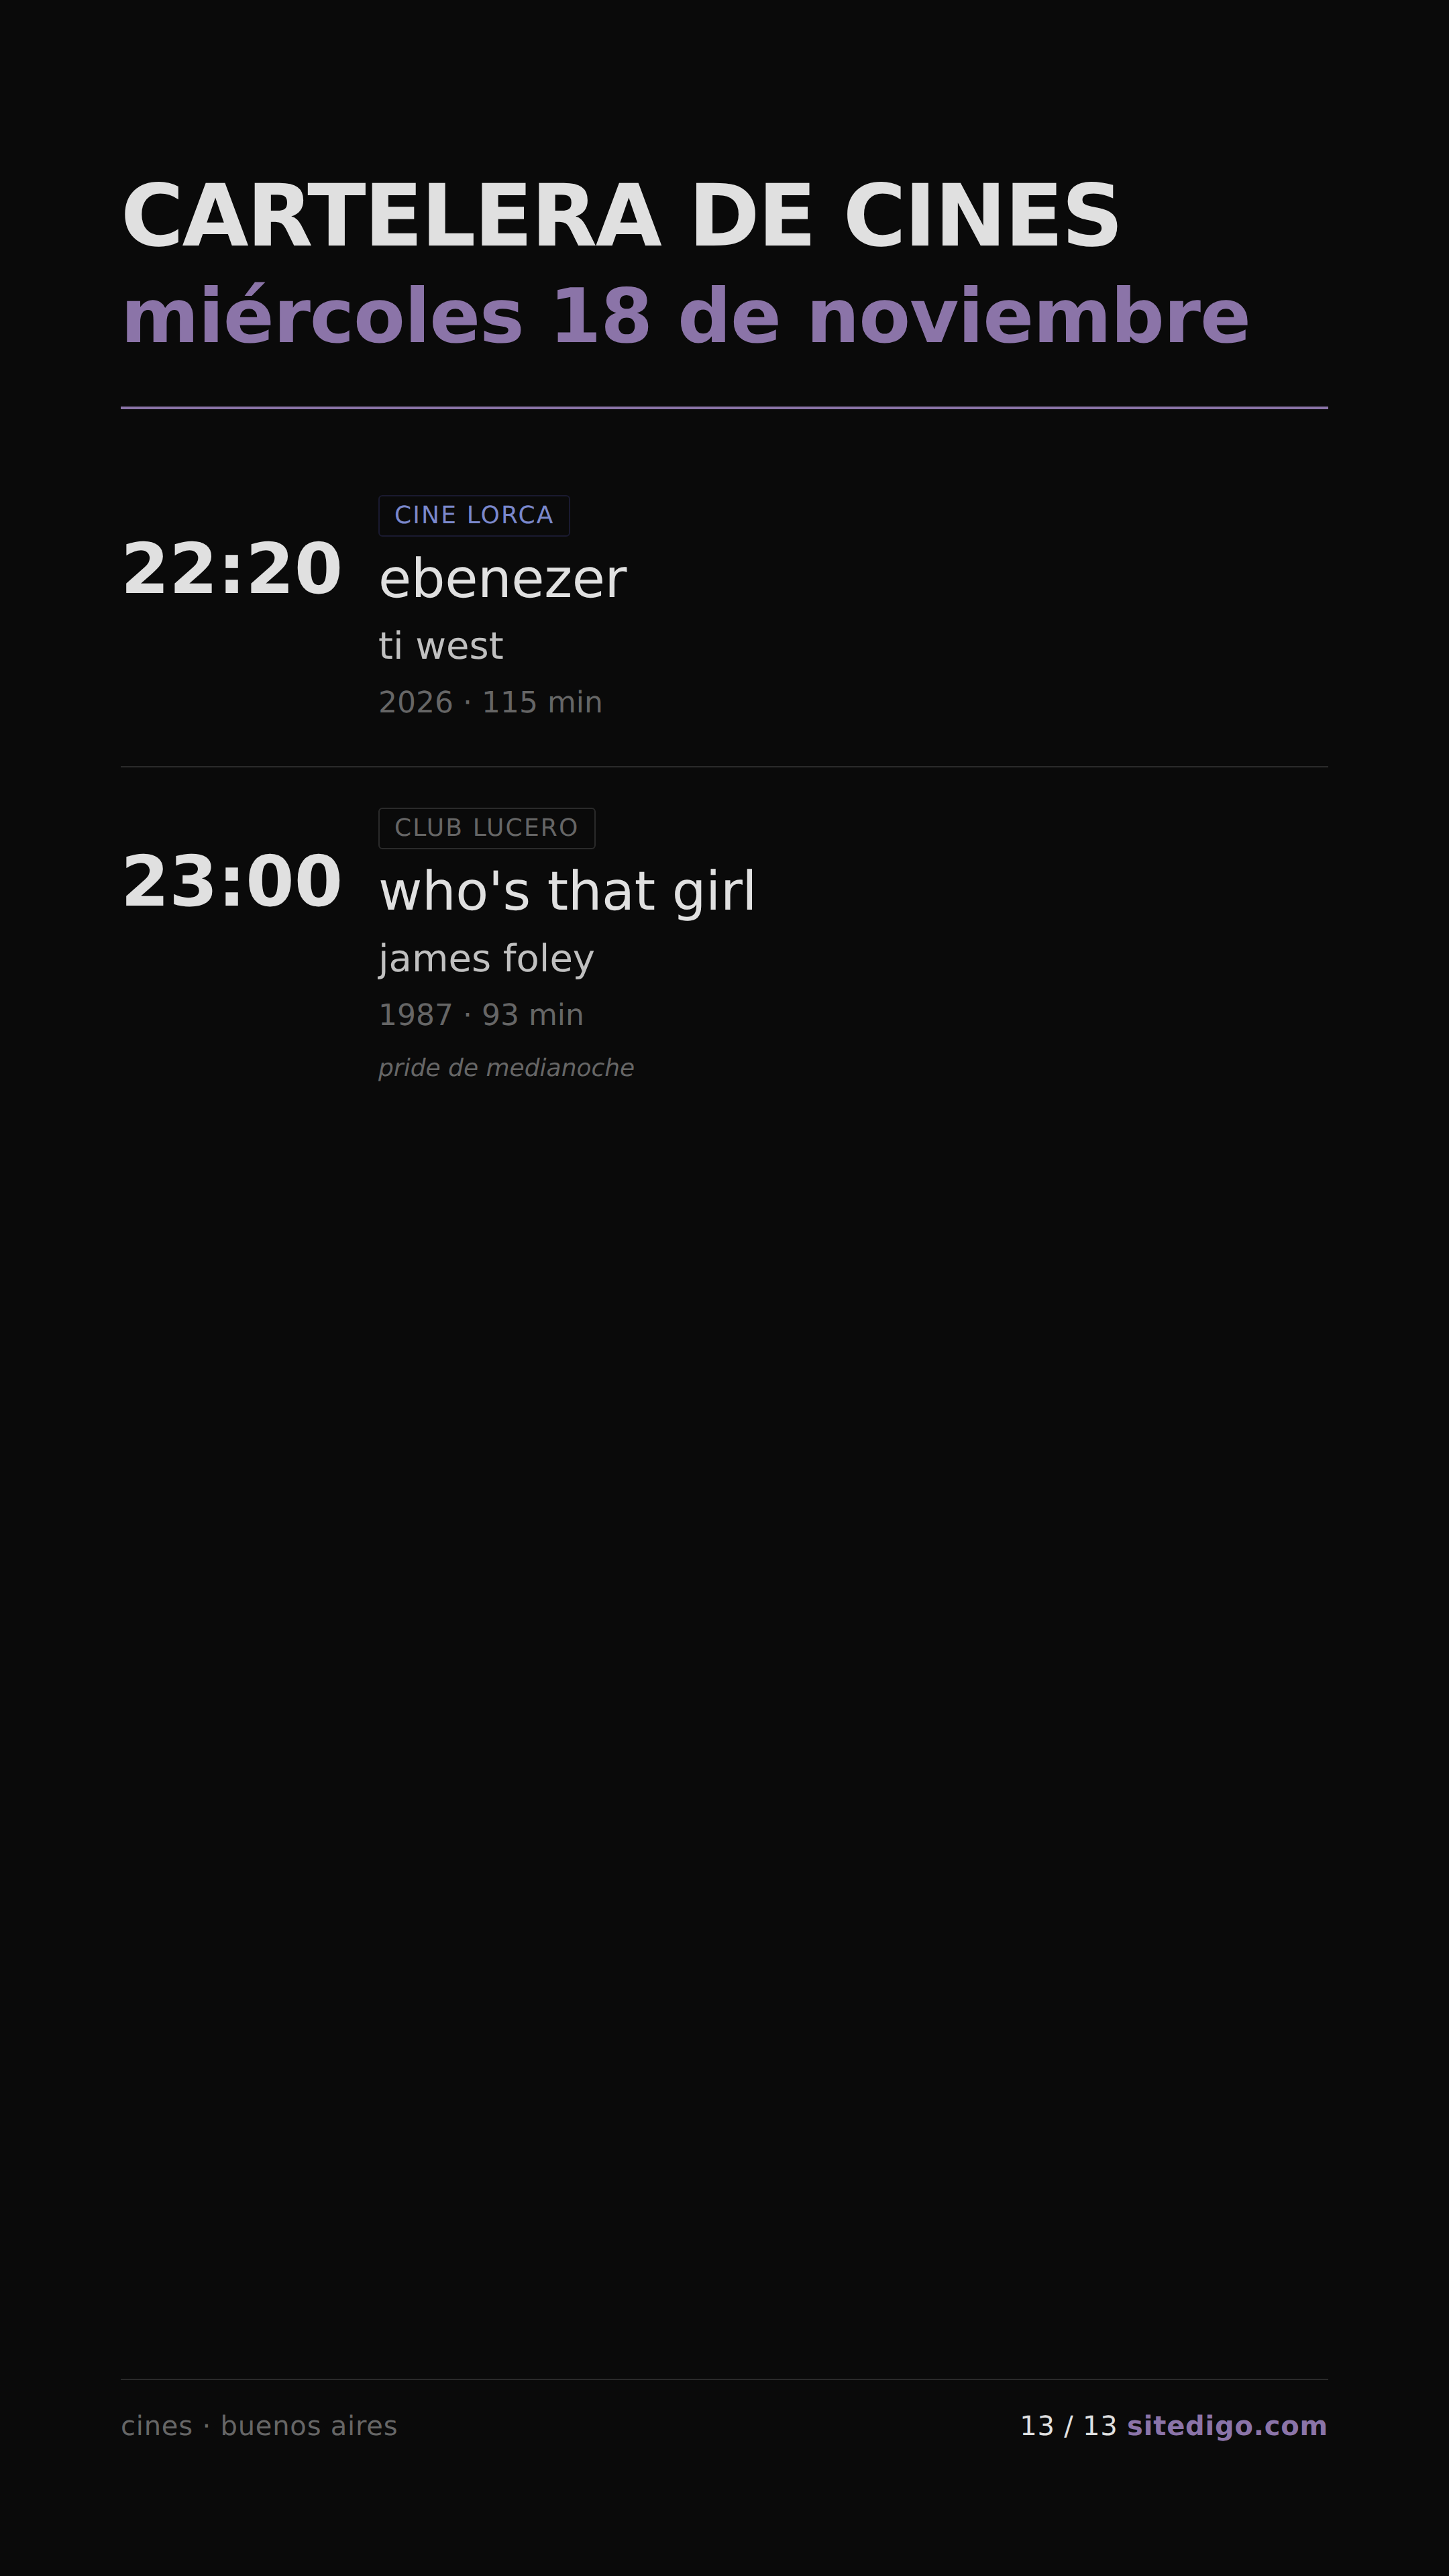 CARTELERA DE CINES
miércoles 18 de noviembre
CINE LORCA
22:20
ebenezer
ti west
2026 · 115 min
CLUB LUCERO
23:00
who's that girl
james foley
1987 · 93 min
pride de medianoche
cines · buenos aires
13 / 13 sitedigo.com